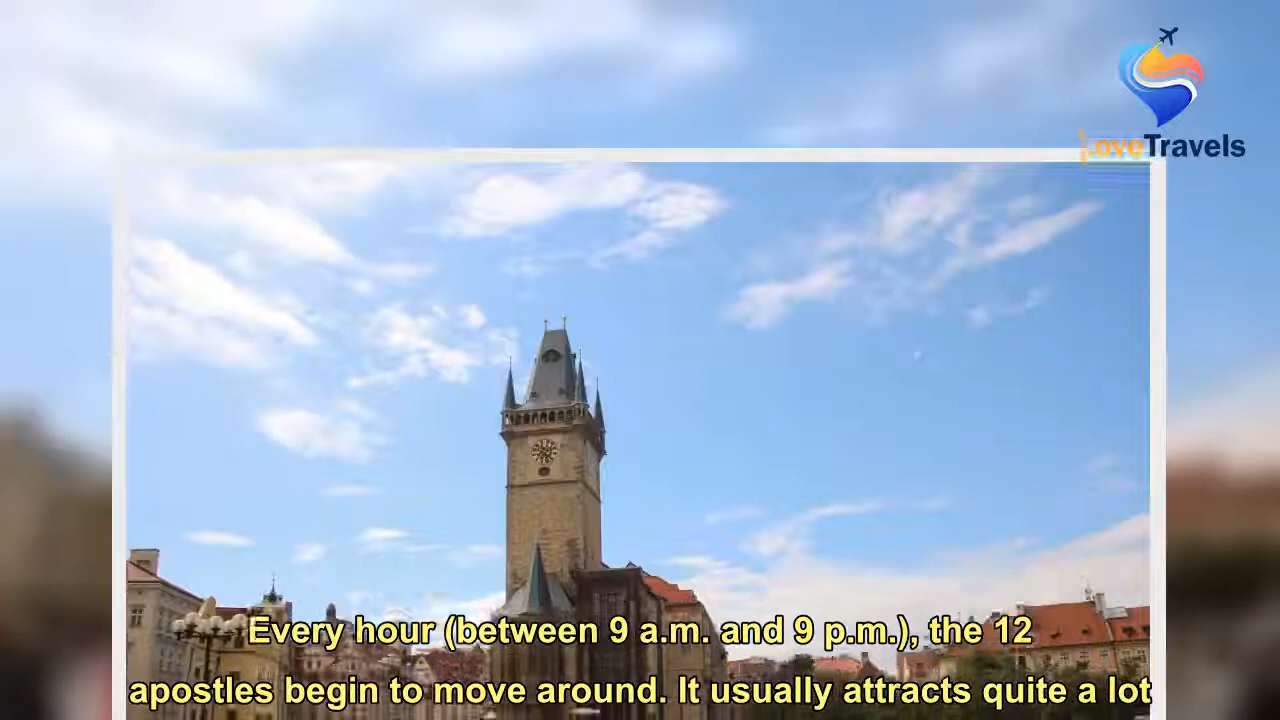 LoveTravels
Every hour (between 9 a.m. and 9 p.m.), the 12
apostles begin to move around. It usually attracts quite a lot